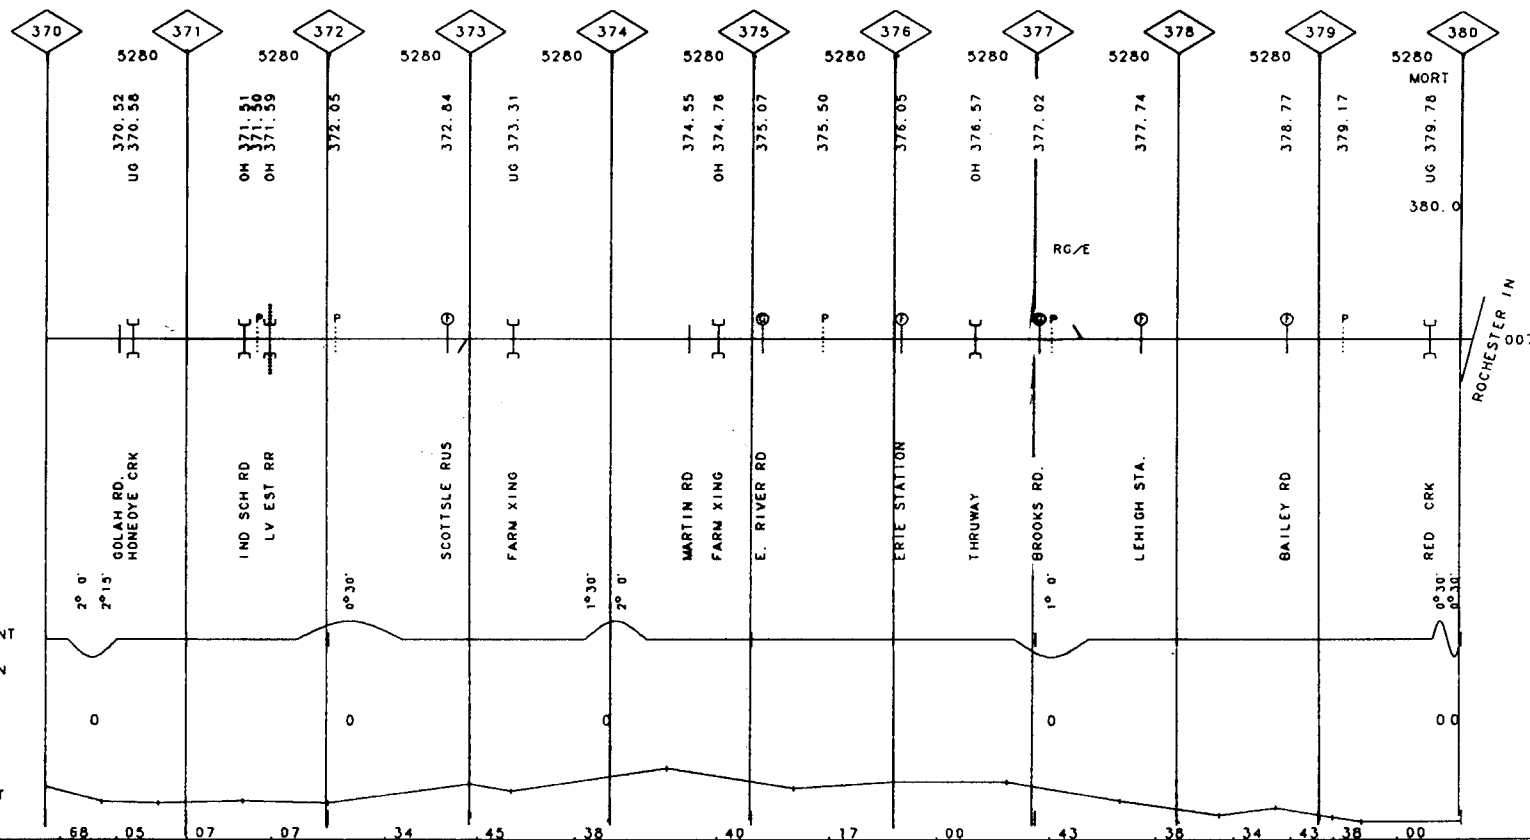 370 371 372 373 374 375 376 377 378 379 380
5280 5280 5280 5280 5280 5280 5280 5280 5280 5280
MORT
370.52
UG 370.58
OH 371.51
371.50
OH 371.59
372.05
372.84
UG 373.31
374.55
OH 374.76
375.07
375.50
376.05
OH 376.57
377.02
377.74
378.77
379.17
UG 379.78
380.0
RG/E
P
P
F
G
P
F
G
P
F
F
P
ROCHESTER IN
007
GOLAH RD.
HONEOYE CRK
IND SCH RD
LV EST RR
SCOTTSLE RUS
FARM XING
MARTIN RD
FARM XING
E. RIVER RD
ERIE STATION
THRUWAY
BROOKS RD.
LEHIGH STA.
BAILEY RD
RED CRK
2° 0'
2° 15'
0° 30'
1° 30'
2° 0'
1° 0'
0° 30'
0° 30'
NT
N
0 0 0 0 0 0
T
.68 .05 .07 .07 .34 .45 .38 .40 .17 .00 .43 .38 .34 .43 .38 .00